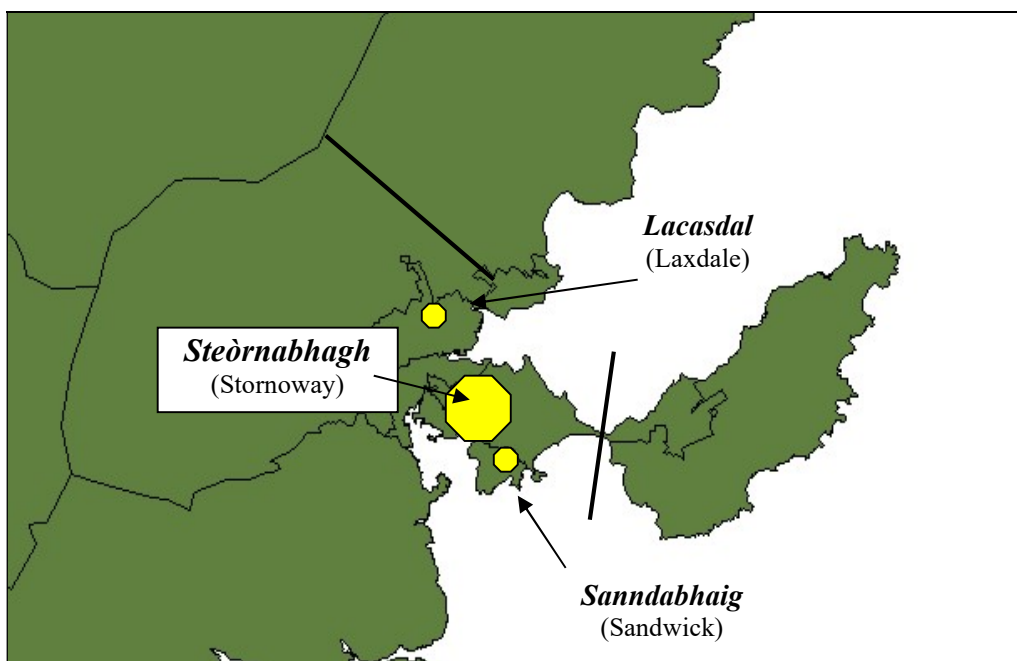 Lacasdal
(Laxdale)
Steòrnabhagh
(Stornoway)
Sanndabhaig
(Sandwick)